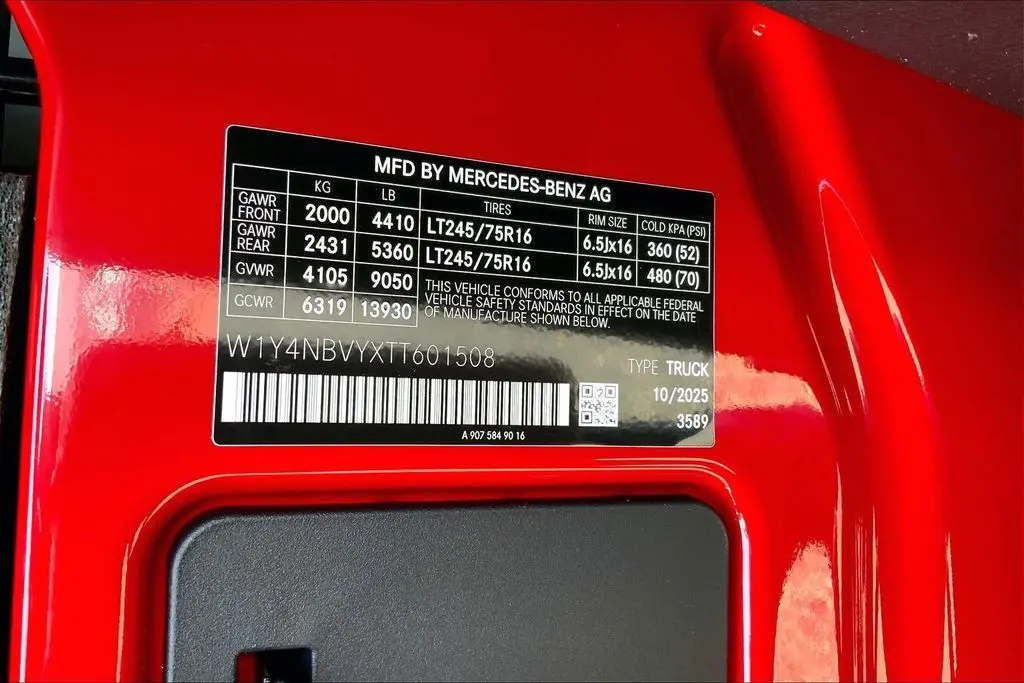 MFD BY MERCEDES-BENZ AG
KG LB TIRES RIM SIZE COLD KPA (PSI)
GAWR FRONT 2000 4410 LT245/75R16 6.5Jx16 360 (52)
GAWR REAR 2431 5360 LT245/75R16 6.5Jx16 480 (70)
GVWR 4105 9050
GCWR 6319 13930
THIS VEHICLE CONFORMS TO ALL APPLICABLE FEDERAL
VEHICLE SAFETY STANDARDS IN EFFECT ON THE DATE
OF MANUFACTURE SHOWN BELOW.
W1Y4NBVYXTT601508
TYPE TRUCK
10/2025
3589
A 907 584 90 16